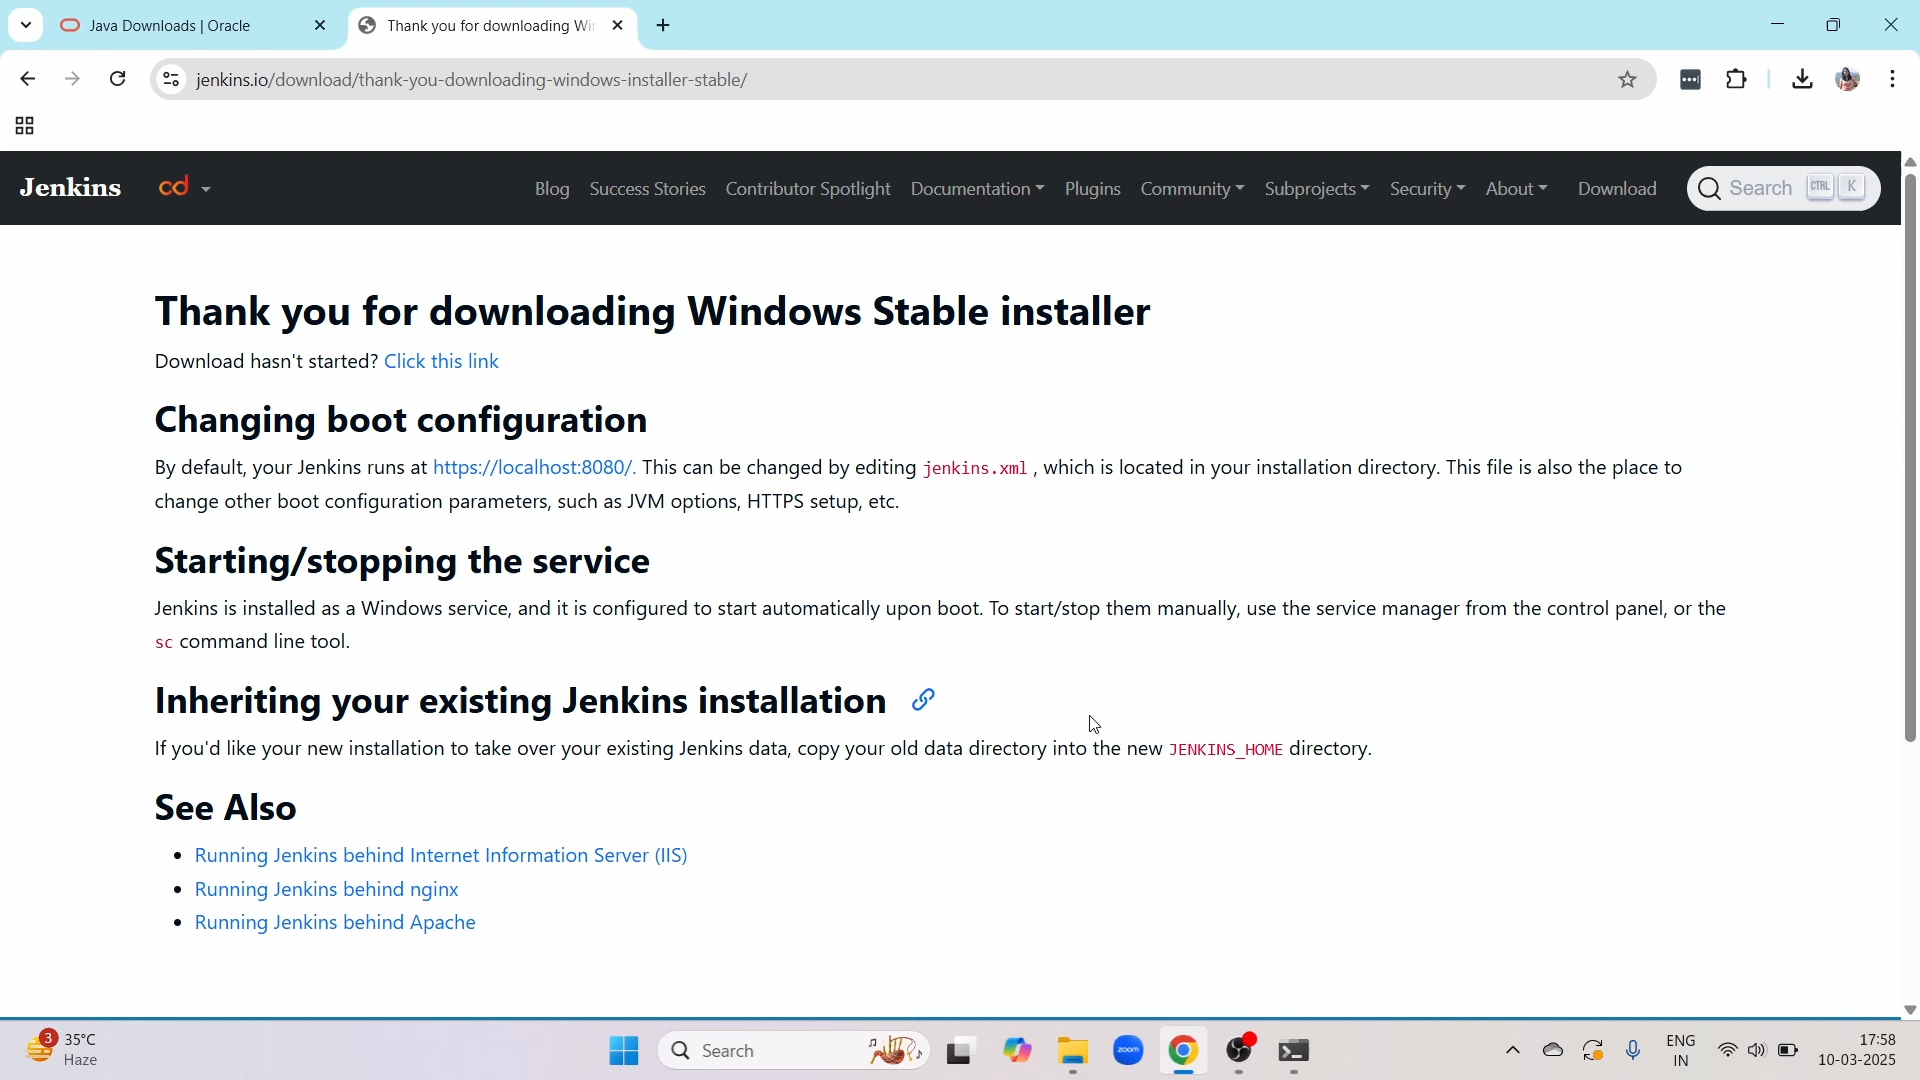 Java Downloads | Oracle
Thank you for downloading Wi
jenkins.io/download/thank-you-downloading-windows-installer-stable/
Jenkins
Blog
Success Stories
Contributor Spotlight
Documentation
Plugins
Community
Subprojects
Security
About
Download
Search
CTRL
K
Thank you for downloading Windows Stable installer
Download hasn't started? Click this link
Changing boot configuration
By default, your Jenkins runs at https://localhost:8080/. This can be changed by editing jenkins.xml, which is located in your installation directory. This file is also the place to
change other boot configuration parameters, such as JVM options, HTTPS setup, etc.
Starting/stopping the service
Jenkins is installed as a Windows service, and it is configured to start automatically upon boot. To start/stop them manually, use the service manager from the control panel, or the
sc command line tool.
Inheriting your existing Jenkins installation
If you'd like your new installation to take over your existing Jenkins data, copy your old data directory into the new JENKINS_HOME directory.
See Also
• Running Jenkins behind Internet Information Server (IIS)
• Running Jenkins behind nginx
• Running Jenkins behind Apache
3
35°C
Haze
Search
zoom
ENG
IN
17:58
10-03-2025